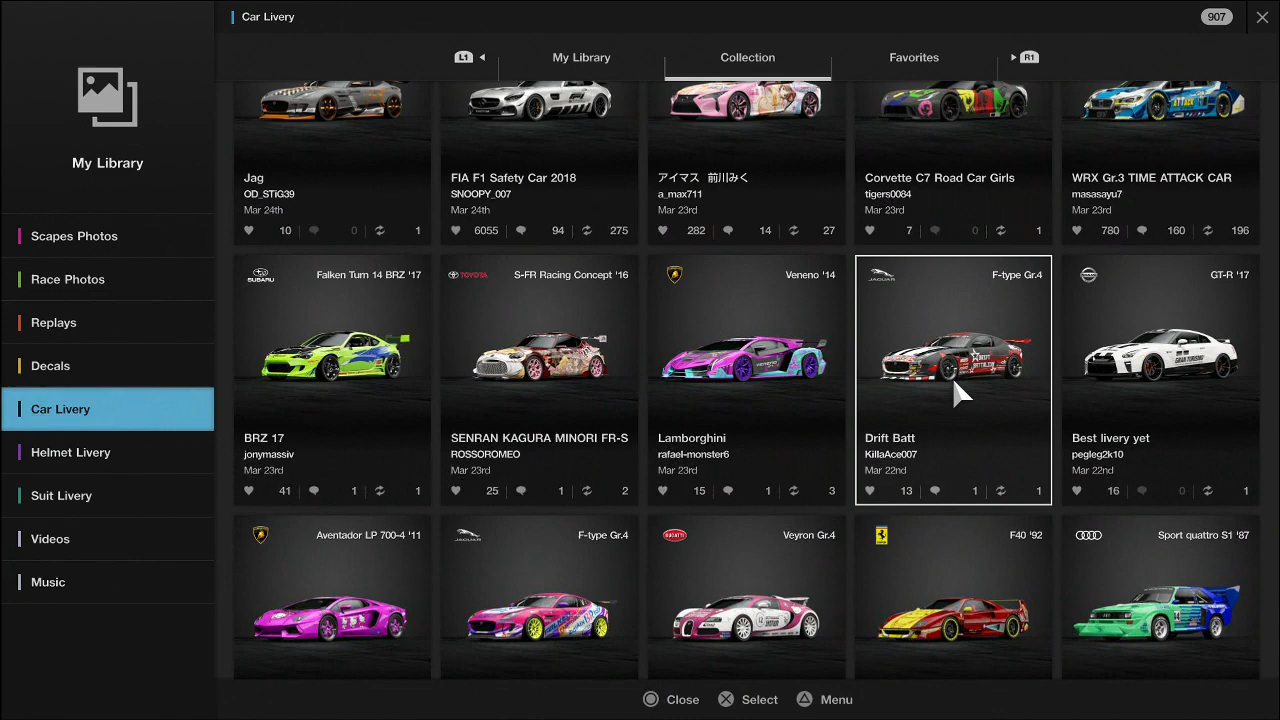 Car Livery
907
L1
My Library
Collection
Favorites
R1
My Library
Scapes Photos
Race Photos
Replays
Decals
Car Livery
Helmet Livery
Suit Livery
Videos
Music
ATTACK
Jag
OD_STiG39
Mar 24th
10 0 1
FIA F1 Safety Car 2018
SNOOPY_007
Mar 24th
6055 94 275
アイマス 前川みく
a_max711
Mar 23rd
282 14 27
Corvette C7 Road Car Girls
tigers0084
Mar 23rd
7 0 1
WRX Gr.3 TIME ATTACK CAR
masasayu7
Mar 23rd
780 160 196
SUBARU
Falken Turn 14 BRZ '17
BRZ 17
jonymassiv
Mar 23rd
41 1 1
TOYOTA
S-FR Racing Concept '16
SENRAN KAGURA MINORI FR-S
ROSSOROMEO
Mar 23rd
25 1 2
Veneno '14
Lamborghini
rafael-monster6
Mar 23rd
15 1 3
JAGUAR
F-type Gr.4
Drift Batt
KillaAce007
Mar 22nd
13 1 1
GT-R '17
GRAN TURISMO
Best livery yet
pegleg2k10
Mar 22nd
16 0 1
Aventador LP 700-4 '11
JAGUAR
F-type Gr.4
BUGATTI
Veyron Gr.4
F40 '92
Sport quattro S1 '87
Close
Select
Menu